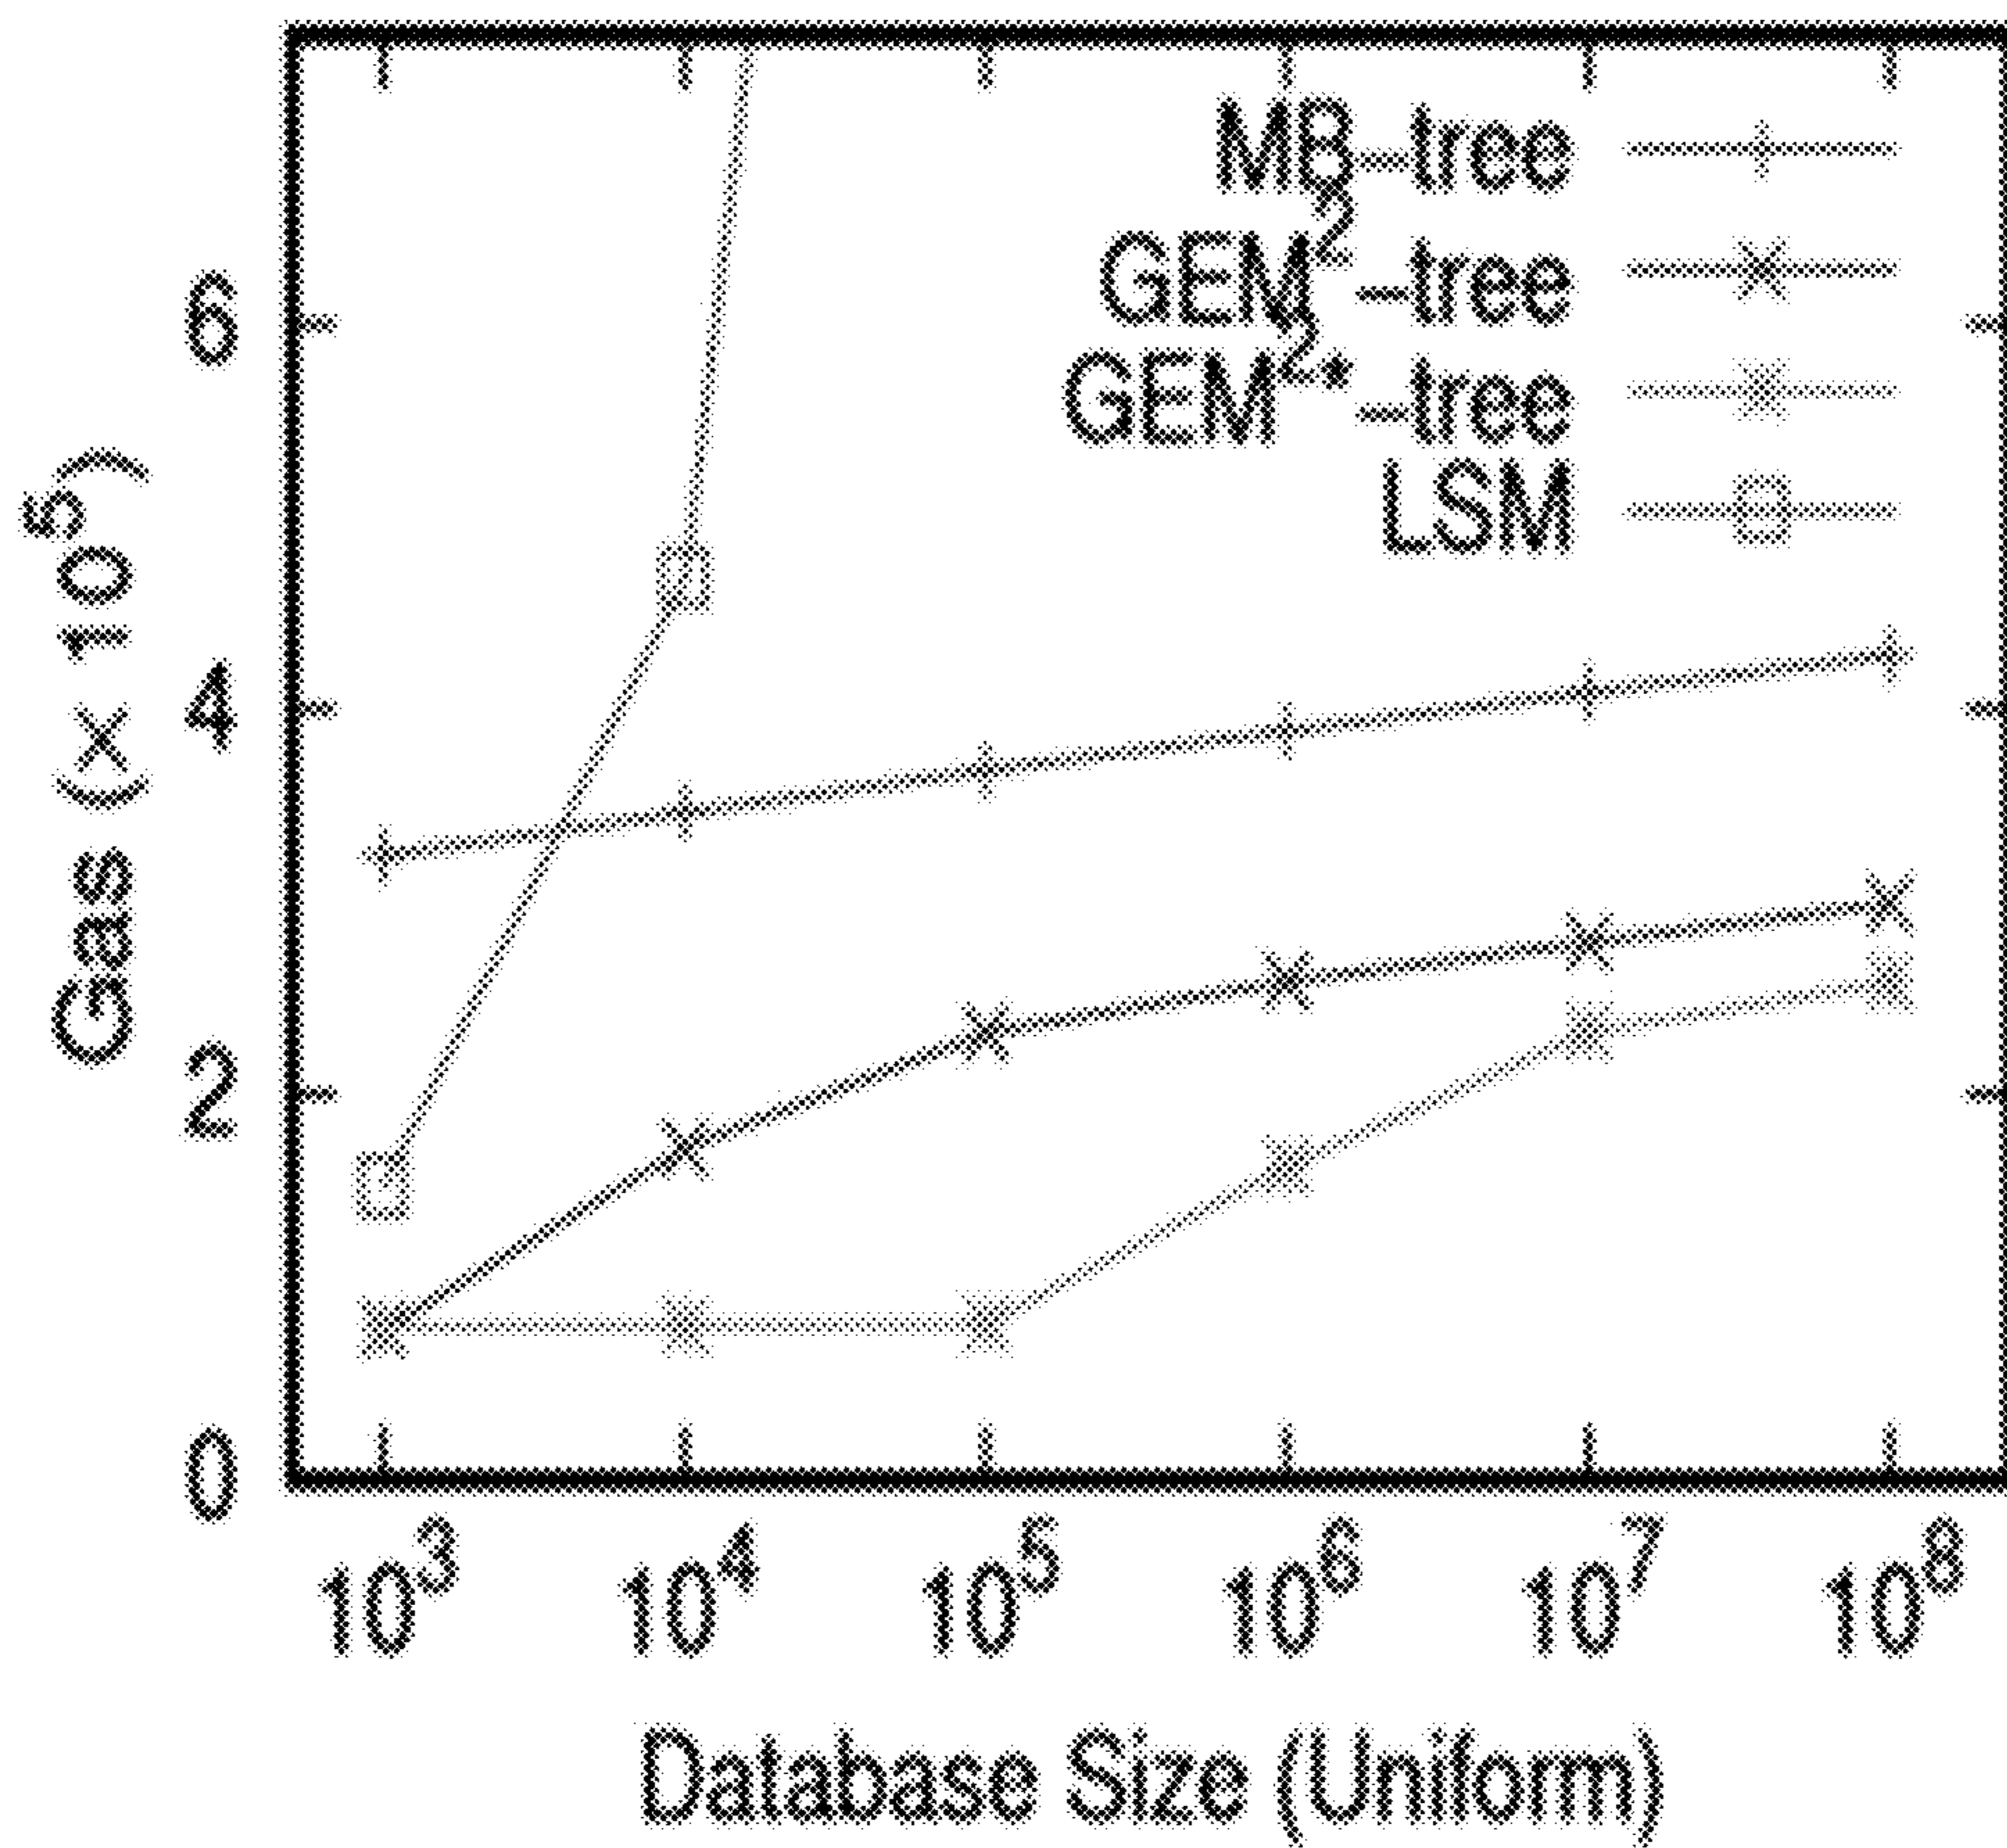 MB-tree
GEM²-tree
GEM²*-tree
LSM
Gas (x 10⁵)
6
4
2
0
10³ 10⁴ 10⁵ 10⁶ 10⁷ 10⁸
Database Size (Uniform)